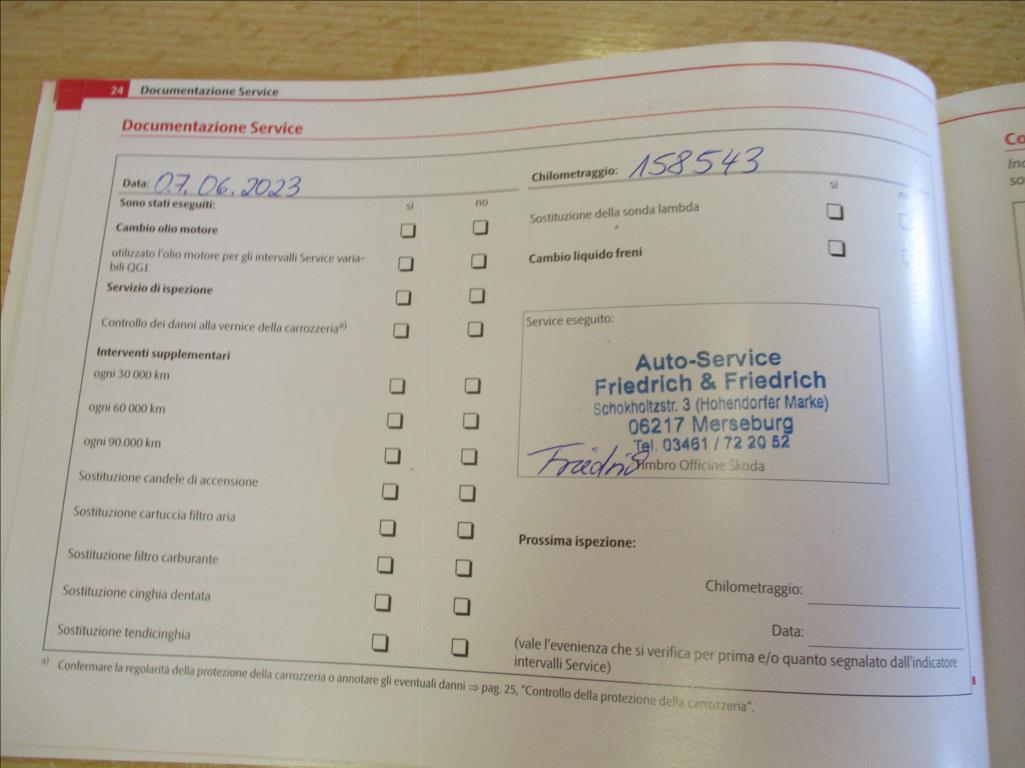 24 Documentazione Service
Documentazione Service
Data: 07.06.2023
Chilometraggio: 158543
Sono stati eseguiti: sì no
Cambio olio motore
utilizzato l'olio motore per gli intervalli Service varia-
bili QG1
Servizio di ispezione
Controllo dei danni alla vernice della carrozzeria a)
Interventi supplementari
ogni 30 000 km
ogni 60 000 km
ogni 90.000 km
Sostituzione candele di accensione
Sostituzione cartuccia filtro aria
Sostituzione filtro carburante
Sostituzione cinghia dentata
Sostituzione tendicinghia
sì no
Sostituzione della sonda lambda
Cambio liquido freni
Service eseguito:
Auto-Service
Friedrich & Friedrich
Schokholtzstr. 3 (Hohendorfer Marke)
06217 Merseburg
Tel. 03461 / 72 20 52
Timbro Officine Škoda
Prossima ispezione:
Chilometraggio:
Data:
(vale l'evenienza che si verifica per prima e/o quanto segnalato dall'indicatore
intervalli Service)
a) Confermare la regolarità della protezione della carrozzeria o annotare gli eventuali danni ⇒ pag. 25, "Controllo della protezione della carrozzeria".